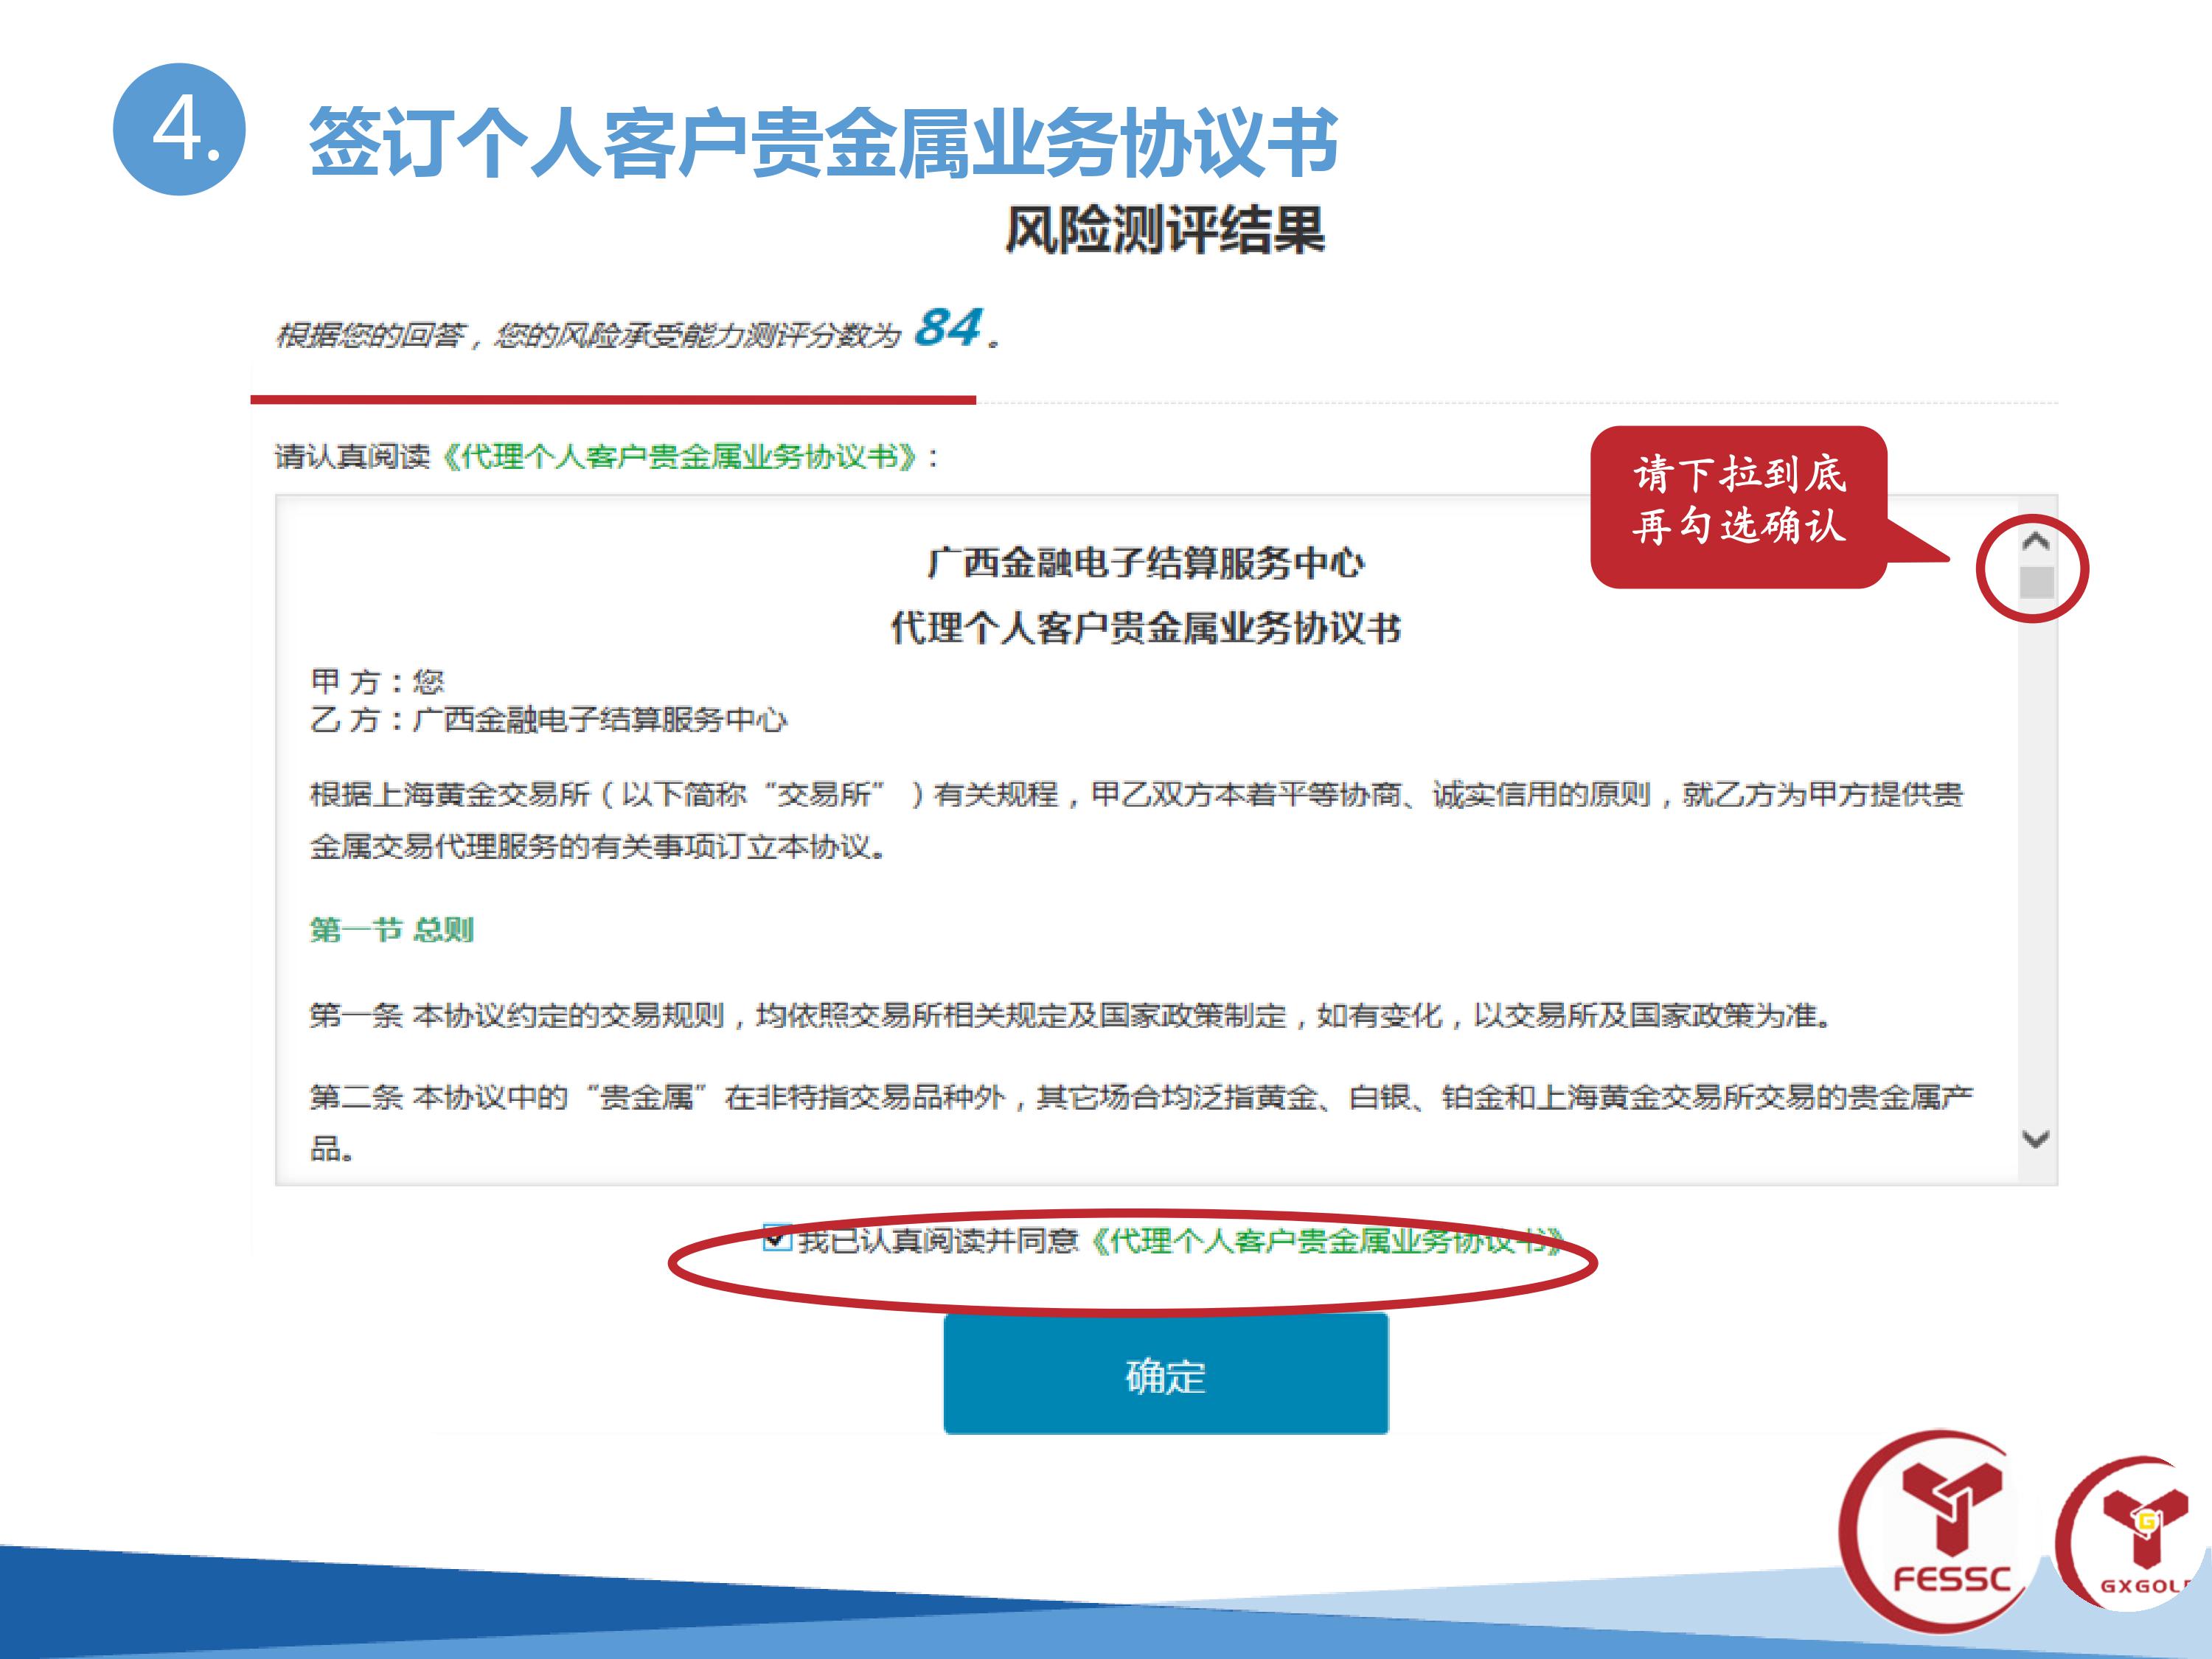 4.
签订个人客户贵金属业务协议书
风险测评结果
根据您的回答，您的风险承受能力测评分数为 84 。
请认真阅读《代理个人客户贵金属业务协议书》：
请下拉到底
再勾选确认
广西金融电子结算服务中心
代理个人客户贵金属业务协议书
甲 方：您
乙 方：广西金融电子结算服务中心
根据上海黄金交易所（以下简称“交易所”）有关规程，甲乙双方本着平等协商、诚实信用的原则，就乙方为甲方提供贵
金属交易代理服务的有关事项订立本协议。
第一节 总则
第一条 本协议约定的交易规则，均依照交易所相关规定及国家政策制定，如有变化，以交易所及国家政策为准。
第二条 本协议中的“贵金属”在非特指交易品种外，其它场合均泛指黄金、白银、铂金和上海黄金交易所交易的贵金属产
品。
我已认真阅读并同意《代理个人客户贵金属业务协议书》
确定
FESSC
G
GXGOL